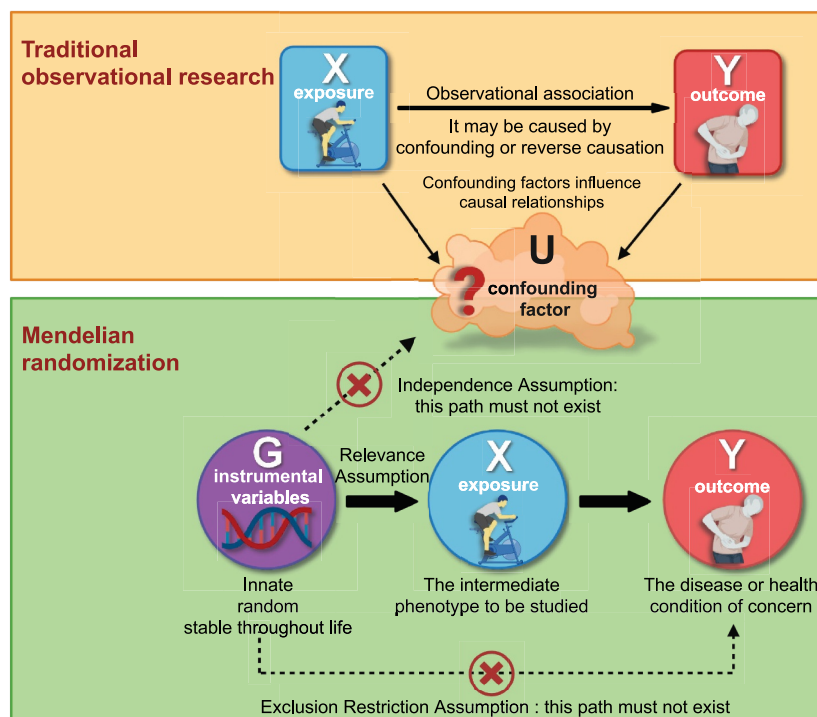 Traditional
observational research
X
exposure
Observational association
It may be caused by
confounding or reverse causation
Y
outcome
Confounding factors influence
causal relationships
?
U
confounding
factor
Mendelian
randomization
Independence Assumption:
this path must not exist
G
instrumental
variables
Relevance
Assumption
X
exposure
Y
outcome
Innate
random
stable throughout life
The intermediate
phenotype to be studied
The disease or health
condition of concern
Exclusion Restriction Assumption : this path must not exist